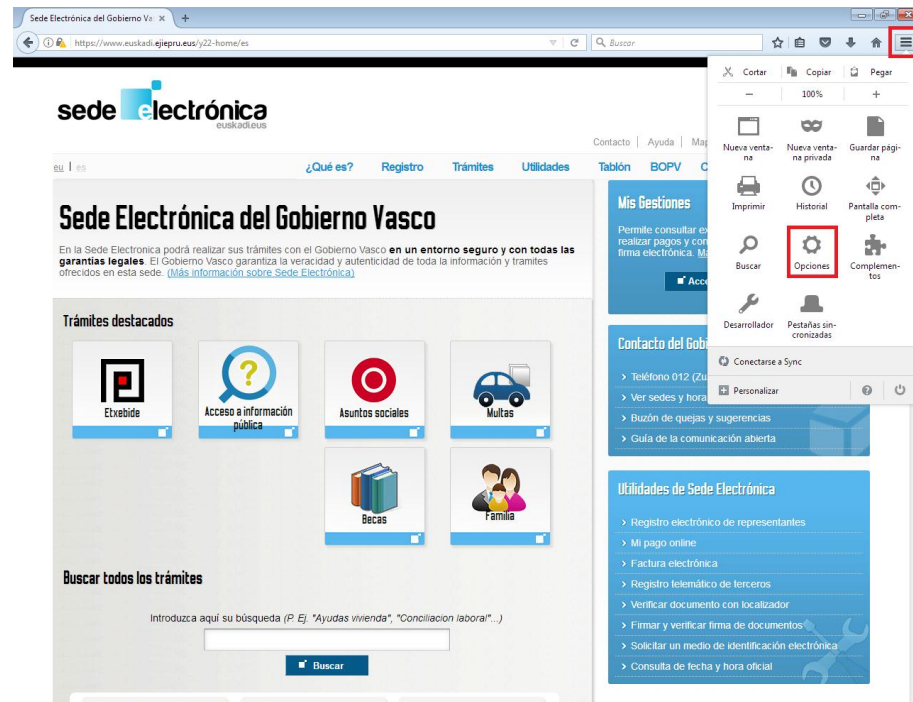 Sede Electrónica del Gobierno Va
https://www.euskadi.ejiepru.eus/y22-home/es
Buscar
Cortar
Copiar
Pegar
100%
Nueva venta-
na
Nueva venta-
na privada
Guardar pági-
na
Imprimir
Historial
Pantalla com-
pleta
Buscar
Opciones
Complemen-
tos
Desarrollador
Pestañas sin-
cronizadas
Conectarse a Sync
Personalizar
sede electrónica
euskadi.eus
Contacto | Ayuda | Map
eu | es
¿Qué es? Registro Trámites Utilidades Tablón BOPV C
Sede Electrónica del Gobierno Vasco
En la Sede Electronica podrá realizar sus trámites con el Gobierno Vasco en un entorno seguro y con todas las
garantías legales. El Gobierno Vasco garantiza la veracidad y autenticidad de toda la información y tramites
ofrecidos en esta sede. (Más información sobre Sede Electrónica)
Trámites destacados
Etxebide
Acceso a información
pública
Asuntos sociales
Multas
Becas
Familia
Buscar todos los trámites
Introduzca aquí su búsqueda (P. Ej. "Ayudas vivienda", "Conciliacion laboral"...)
Buscar
Mis Gestiones
Permite consultar ex
realizar pagos y con
firma electrónica. Má
Acce
Contacto del Gobi
Teléfono 012 (Zu
Ver sedes y hora
Buzón de quejas y sugerencias
Guía de la comunicación abierta
Utilidades de Sede Electrónica
Registro electrónico de representantes
Mi pago online
Factura electrónica
Registro telemático de terceros
Verificar documento con localizador
Firmar y verificar firma de documentos
Solicitar un medio de identificación electrónica
Consulta de fecha y hora oficial